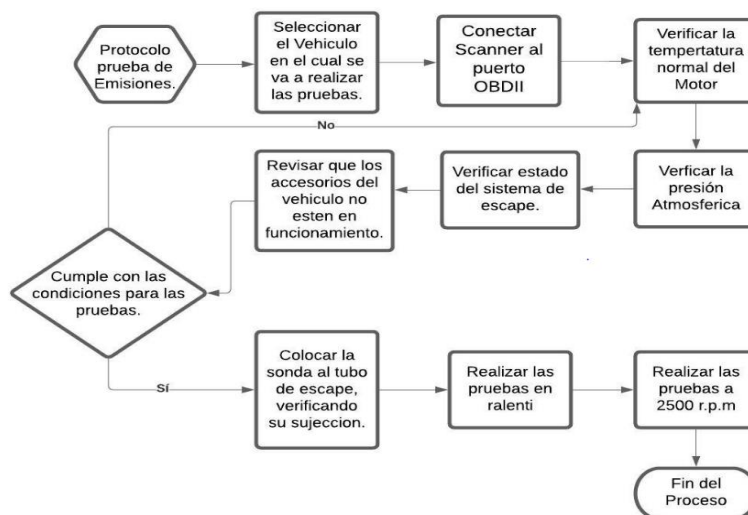 Protocolo
prueba de
Emisiones.
Seleccionar
el Vehiculo
en el cual se
va a realizar
las pruebas.
Conectar
Scanner al
puerto
OBDII
Verificar la
tempertatura
normal del
Motor
No
Revisar que los
accesorios del
vehiculo no
esten en
funcionamiento.
Verificar estado
del sistema de
escape.
Verficar la
presión
Atmosferica
Cumple con las
condiciones para las
pruebas.
Sí
Colocar la
sonda al tubo
de escape,
verificando
su sujeccion.
Realizar las
pruebas en
ralenti
Realizar las
pruebas a
2500 r.p.m
Fin del
Proceso